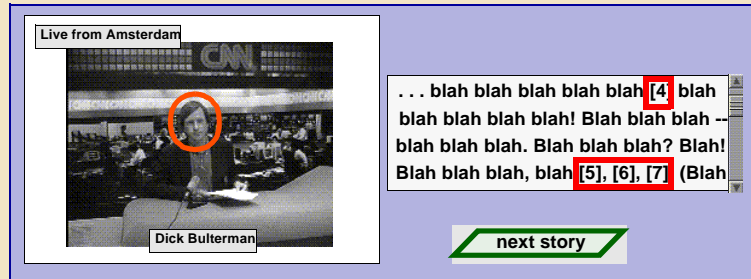 Live from Amsterdam
CNN
Dick Bulterman
. . . blah blah blah blah blah [4] blah
blah blah blah blah! Blah blah blah --
blah blah blah. Blah blah blah? Blah!
Blah blah blah, blah [5], [6], [7] (Blah
next story